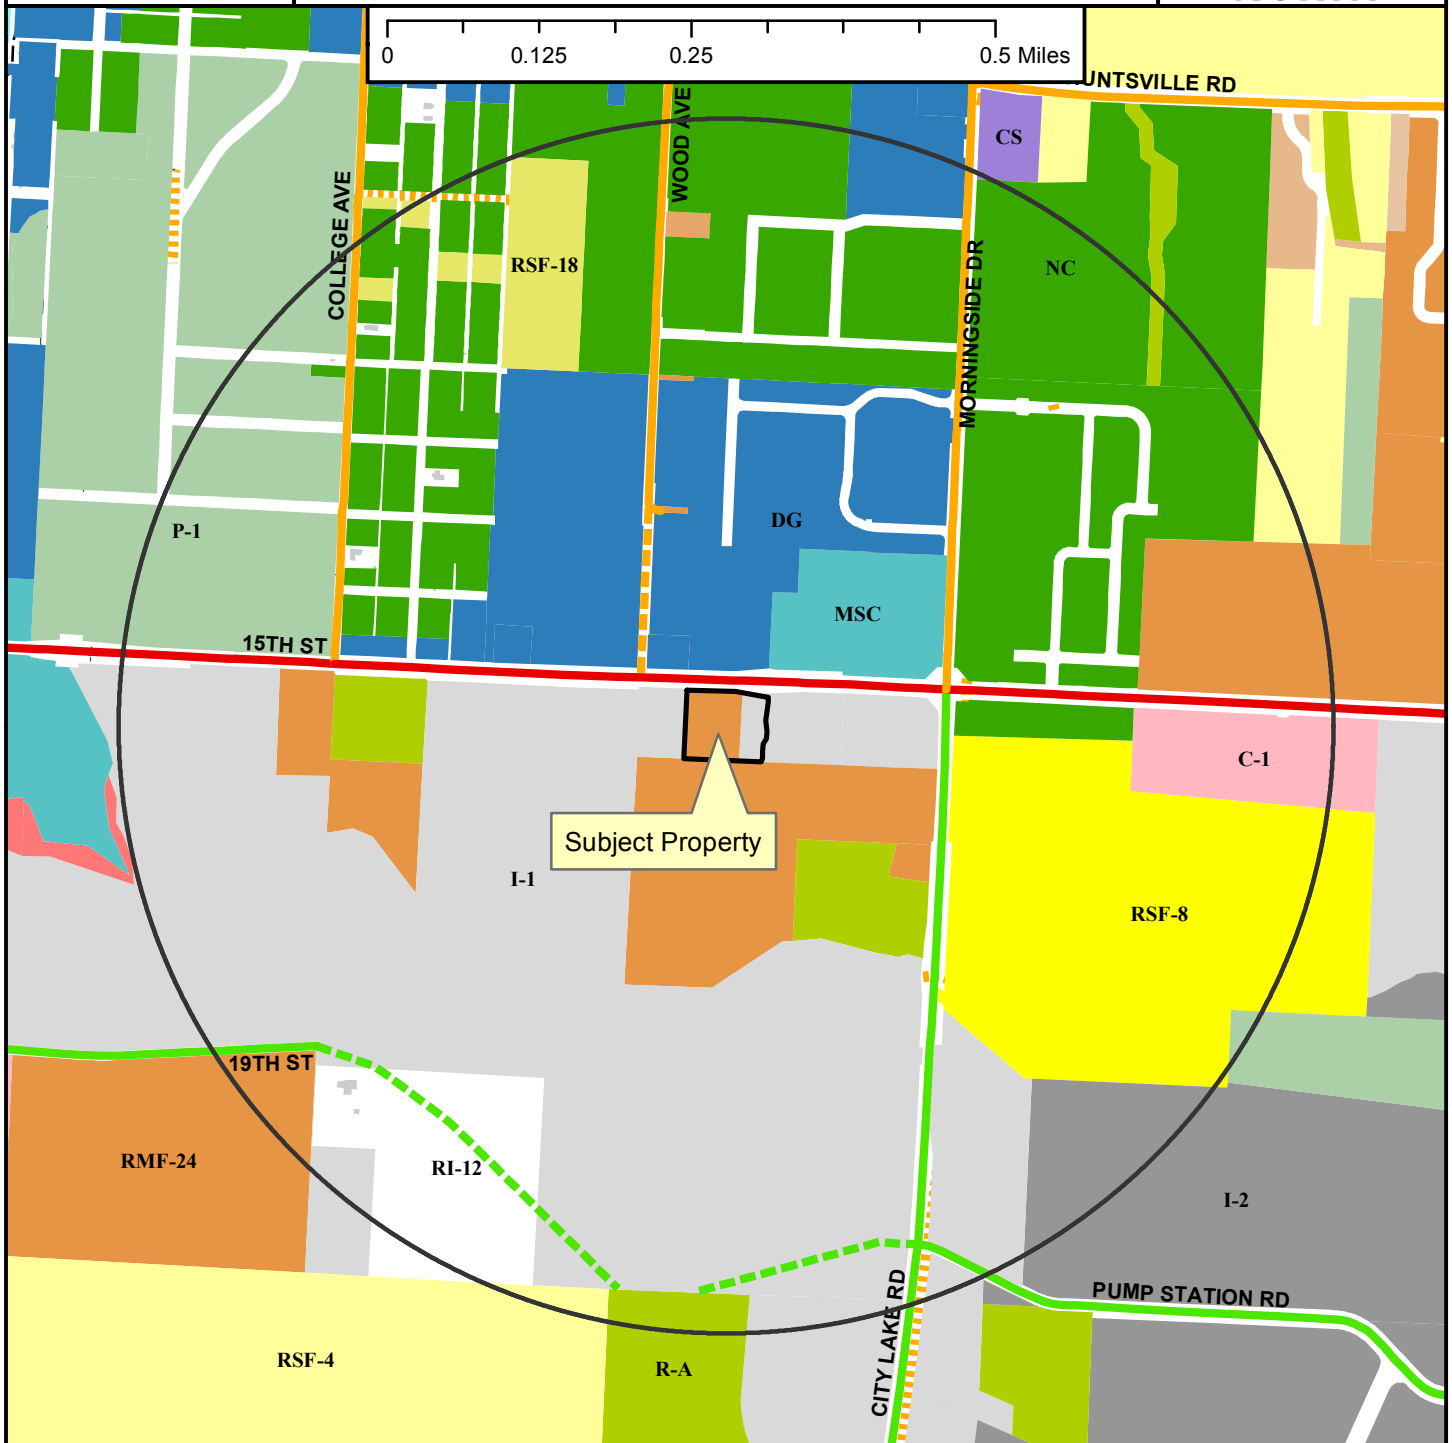 0 0.125 0.25 0.5 Miles
UNTSVILLE RD
WOOD AVE
CS
COLLEGE AVE
RSF-18
MORNINGSIDE DR
NC
P-1
DG
MSC
15TH ST
C-1
Subject Property
I-1
RSF-8
19TH ST
RMF-24
RI-12
I-2
CITY LAKE RD
PUMP STATION RD
RSF-4
R-A